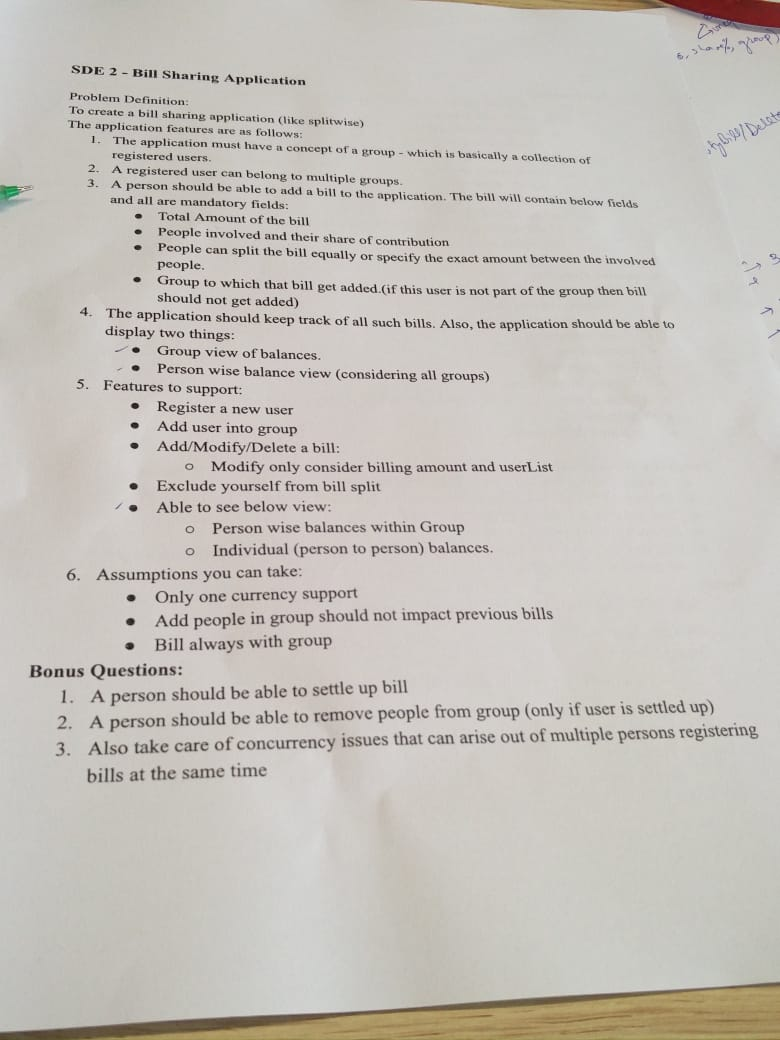 SDE 2 - Bill Sharing Application
Problem Definition:
To create a bill sharing application (like splitwise)
The application features are as follows:
1. The application must have a concept of a group - which is basically a collection of
registered users.
2. A registered user can belong to multiple groups.
3. A person should be able to add a bill to the application. The bill will contain below fields
and all are mandatory fields:
● Total Amount of the bill
● People involved and their share of contribution
● People can split the bill equally or specify the exact amount between the involved
people.
● Group to which that bill get added.(if this user is not part of the group then bill
should not get added)
4. The application should keep track of all such bills. Also, the application should be able to
display two things:
● Group view of balances.
● Person wise balance view (considering all groups)
5. Features to support:
● Register a new user
● Add user into group
● Add/Modify/Delete a bill:
○ Modify only consider billing amount and userList
● Exclude yourself from bill split
● Able to see below view:
○ Person wise balances within Group
○ Individual (person to person) balances.
6. Assumptions you can take:
● Only one currency support
● Add people in group should not impact previous bills
● Bill always with group
Bonus Questions:
1. A person should be able to settle up bill
2. A person should be able to remove people from group (only if user is settled up)
3. Also take care of concurrency issues that can arise out of multiple persons registering
bills at the same time
group